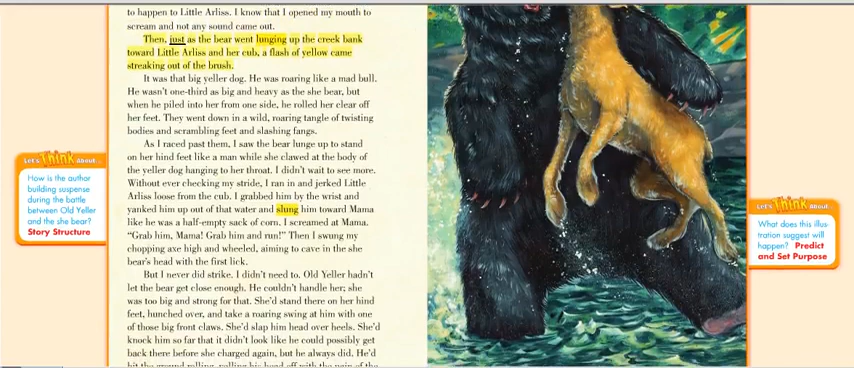 to happen to Little Arliss. I know that I opened my mouth to
scream and not any sound came out.
Then, just as the bear went lunging up the creek bank
toward Little Arliss and her cub, a flash of yellow came
streaking out of the brush.
It was that big yeller dog. He was roaring like a mad bull.
He wasn't one-third as big and heavy as the she bear, but
when he piled into her from one side, he rolled her clear off
her feet. They went down in a wild, roaring tangle of twisting
bodies and scrambling feet and slashing fangs.
As I raced past them, I saw the bear lunge up to stand
on her hind feet like a man while she clawed at the body of
the yeller dog hanging to her throat. I didn't wait to see more.
Without ever checking my stride, I ran in and jerked Little
Arliss loose from the cub. I grabbed him by the wrist and
yanked him up out of that water and slung him toward Mama
like he was a half-empty sack of corn. I screamed at Mama.
"Grab him, Mama! Grab him and run!" Then I swung my
chopping axe high and wheeled, aiming to cave in the she
bear's head with the first lick.
But I never did strike. I didn't need to. Old Yeller hadn't
let the bear get close enough. He couldn't handle her; she
was too big and strong for that. She'd stand there on her hind
feet, hunched over, and take a roaring swing at him with one
of those big front claws. She'd slap him head over heels. She'd
knock him so far that it didn't look like he could possibly get
back there before she charged again, but he always did. He'd
hit the ground rolling, yelling his head off with the pain of the
Let's Think about...
How is the author
building suspense
during the battle
between Old Yeller
and the she bear?
Story Structure
Let's Think about...
What does this illus-
tration suggest will
happen? Predict
and Set Purpose